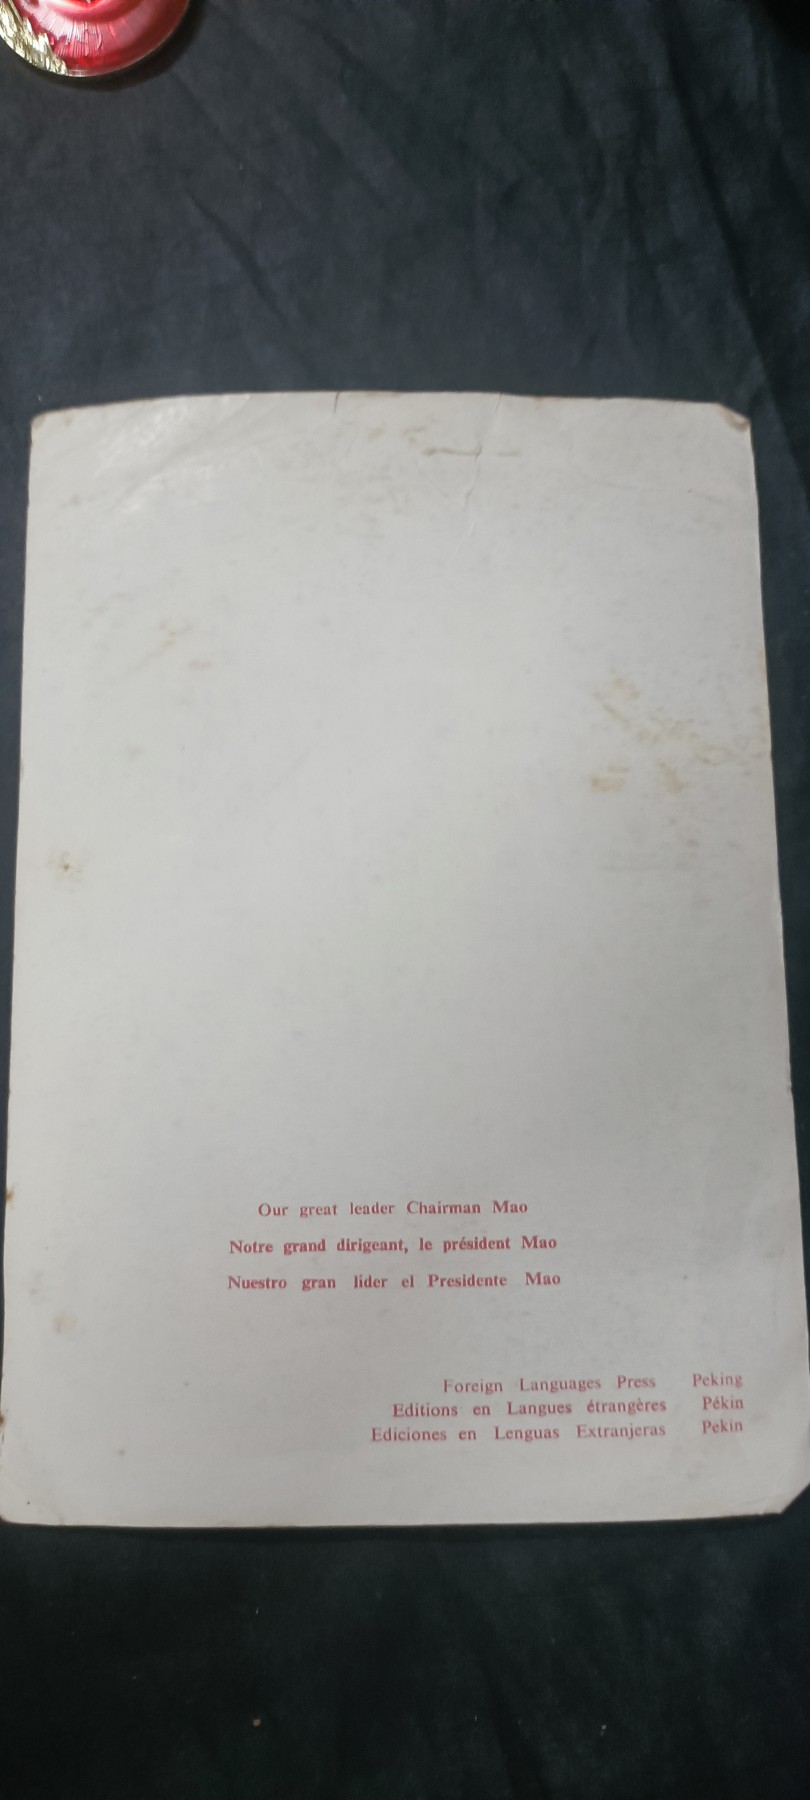 Our great leader Chairman Mao
Notre grand dirigeant, le président Mao
Nuestro gran lider el Presidente Mao
Foreign Languages Press Peking
Editions en Langues étrangères Pékin
Ediciones en Lenguas Extranjeras Pekin